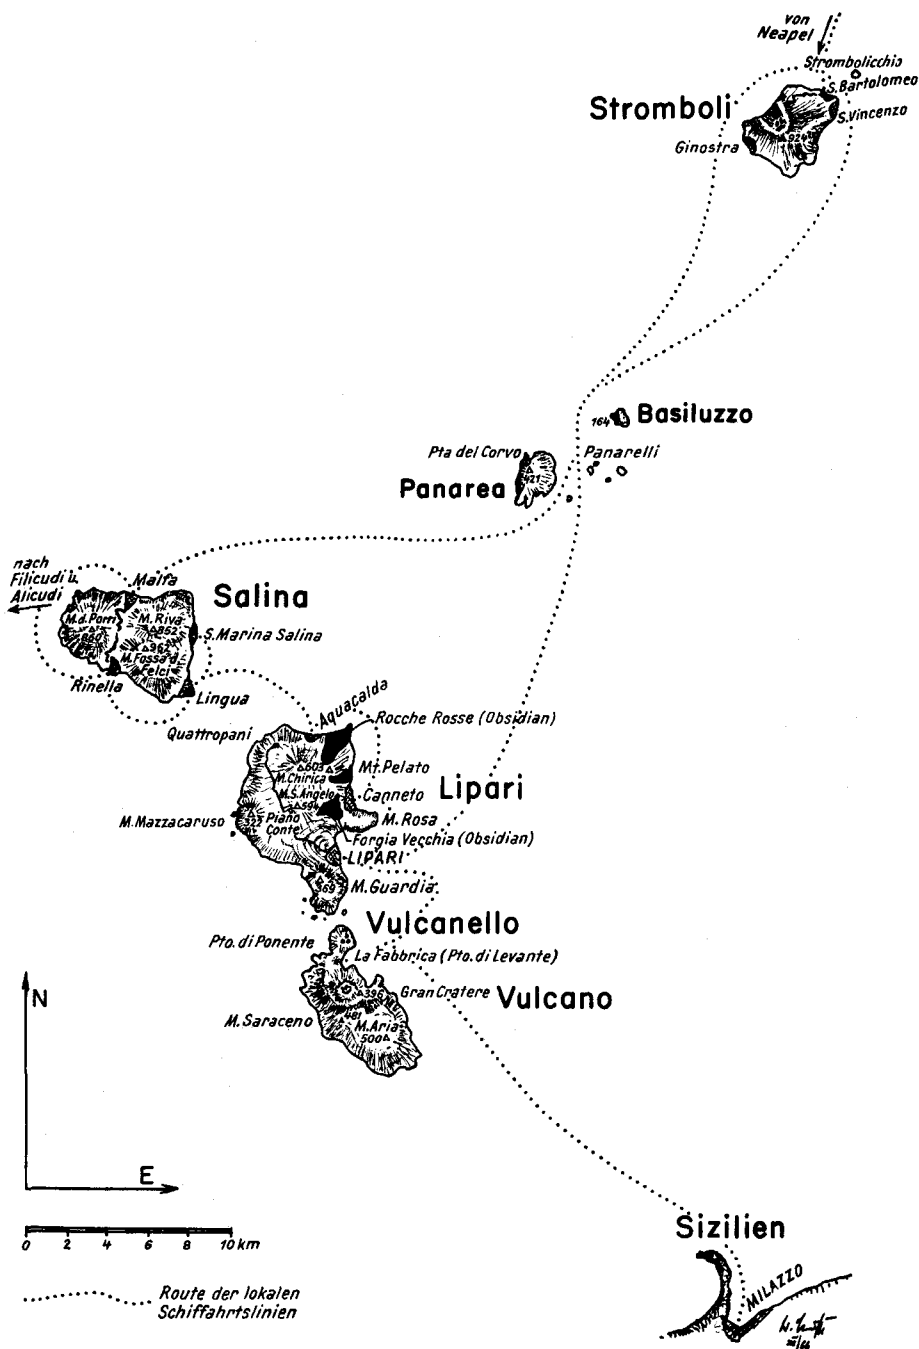 von
Neapel
Strombolicchio
S. Bartolomeo
Stromboli
S. Vincenzo
924
Ginostra
164
Basiluzzo
Pta del Corvo
Panarelli
421
Panarea
nach
Filicudi u.
Alicudi
Malfa
Salina
M.d. Porri
M. Riva
852
S. Marina Salina
962
M. Fossa d.
Felci
Rinella
Lingua
Aquacalda
Quattropani
Rocche Rosse (Obsidian)
603
M. Chirica
Mt. Pelato
M.S. Angelo
594
Canneto
Lipari
M. Mazzacaruso
322
Piano
Conte
M. Rosa
Forgia Vecchia (Obsidian)
LIPARI
369
M. Guardia
Vulcanello
Pto. di Ponente
La Fabbrica (Pto. di Levante)
396
Gran Cratere
Vulcano
M. Saraceno
481
M. Aria
500
N
E
0 2 4 6 8 10 km
Route der lokalen
Schiffahrtslinien
Sizilien
MILAZZO